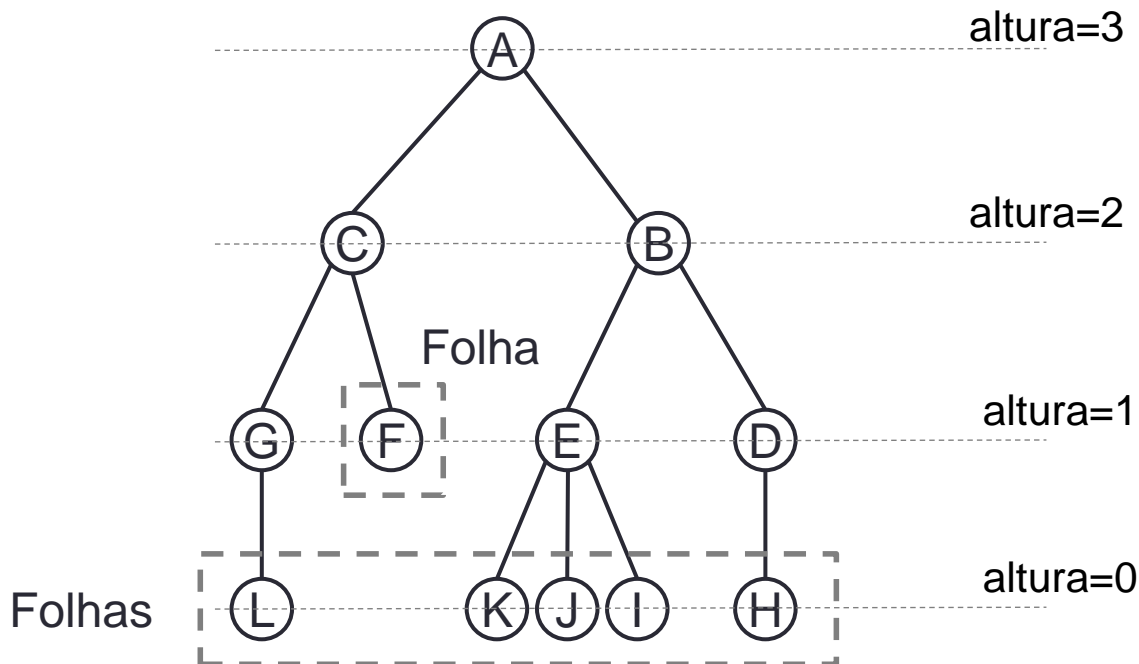 A altura=3
C B altura=2
Folha
G F E D altura=1
Folhas L K J I H altura=0